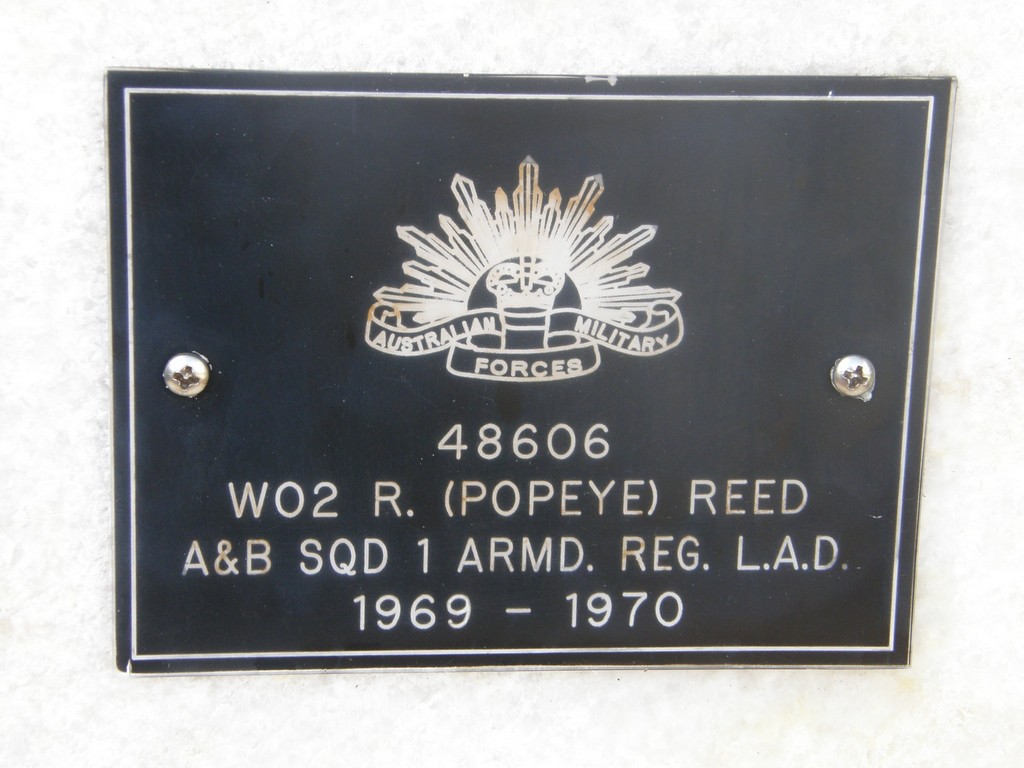 AUSTRALIAN MILITARY
FORCES
48606
WO2 R. (POPEYE) REED
A&B SQD 1 ARMD. REG. L.A.D.
1969 - 1970